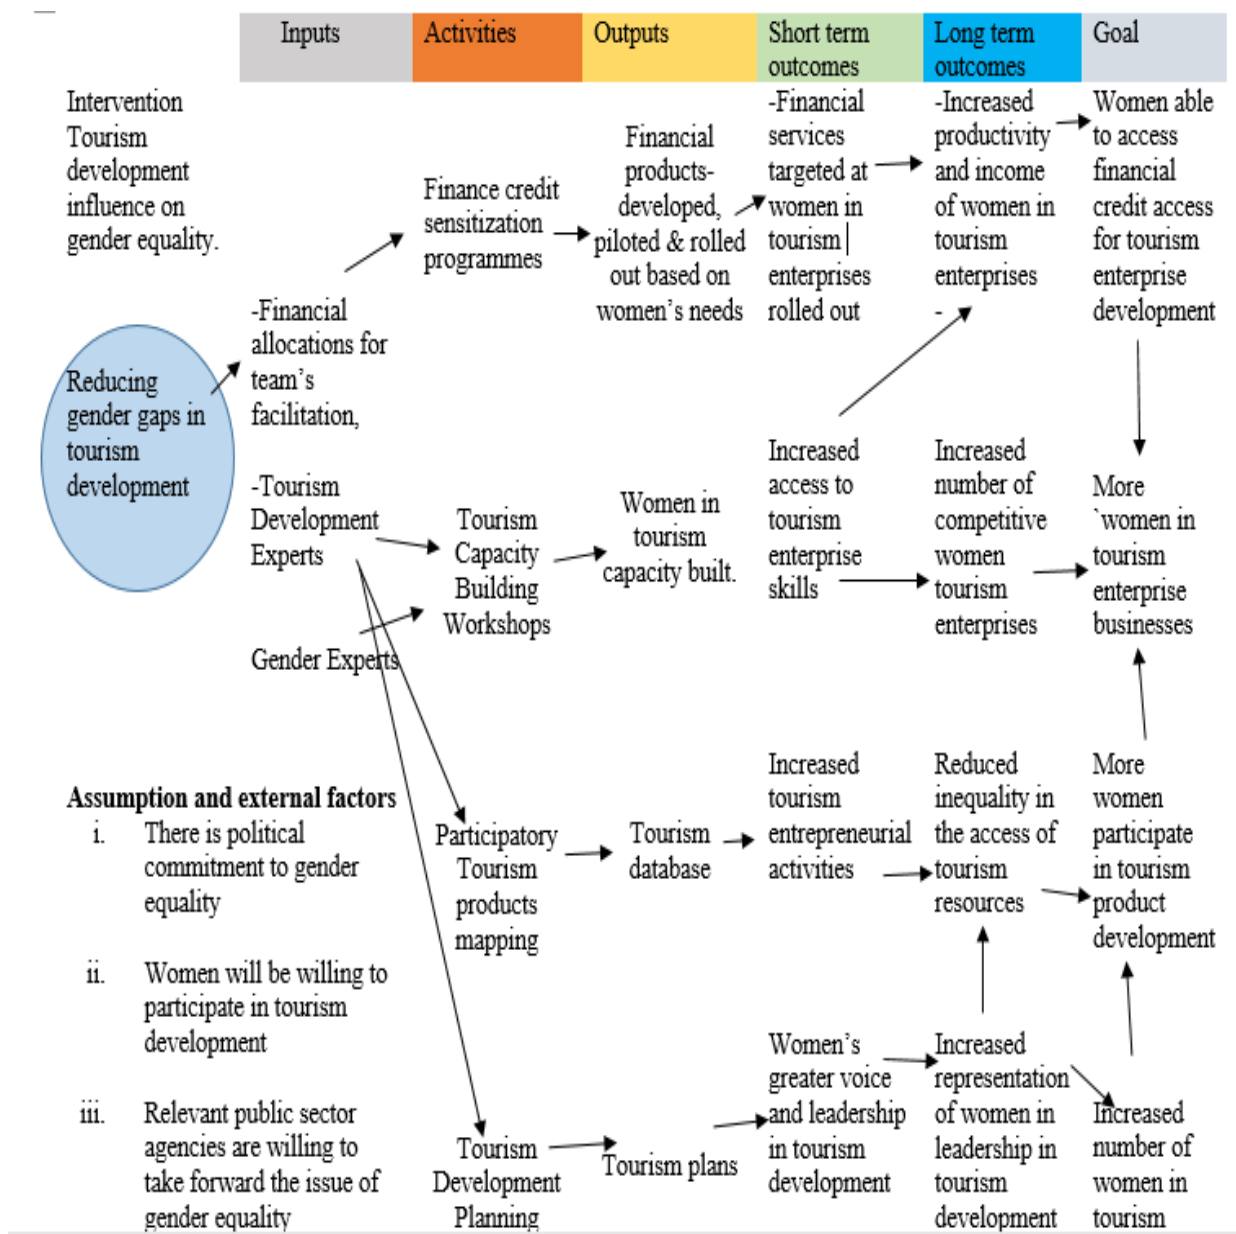 Inputs
Activities
Outputs
Short term
outcomes
Long term
outcomes
Goal
Intervention
Tourism
development
influence on
gender equality.
Reducing
gender gaps in
tourism
development
-Financial
allocations for
team's
facilitation,
-Tourism
Development
Experts
Gender Experts
Finance credit
sensitization
programmes
Financial
products-
developed,
piloted & rolled
out based on
women's needs
-Financial
services
targeted at
women in
tourism
enterprises
rolled out
-Increased
productivity
and income
of women in
tourism
enterprises
-
Women able
to access
financial
credit access
for tourism
enterprise
development
Tourism
Capacity
Building
Workshops
Women in
tourism
capacity built.
Increased
access to
tourism
enterprise
skills
Increased
number of
competitive
women
tourism
enterprises
More
`women in
tourism
enterprise
businesses
Assumption and external factors
i. There is political
commitment to gender
equality
ii. Women will be willing to
participate in tourism
development
iii. Relevant public sector
agencies are willing to
take forward the issue of
gender equality
Participatory
Tourism
products
mapping
Tourism
database
Increased
tourism
entrepreneurial
activities
Reduced
inequality in
the access of
tourism
resources
More
women
participate
in tourism
product
development
Tourism
Development
Planning
Tourism plans
Women's
greater voice
and leadership
in tourism
development
Increased
representation
of women in
leadership in
tourism
development
Increased
number of
women in
tourism